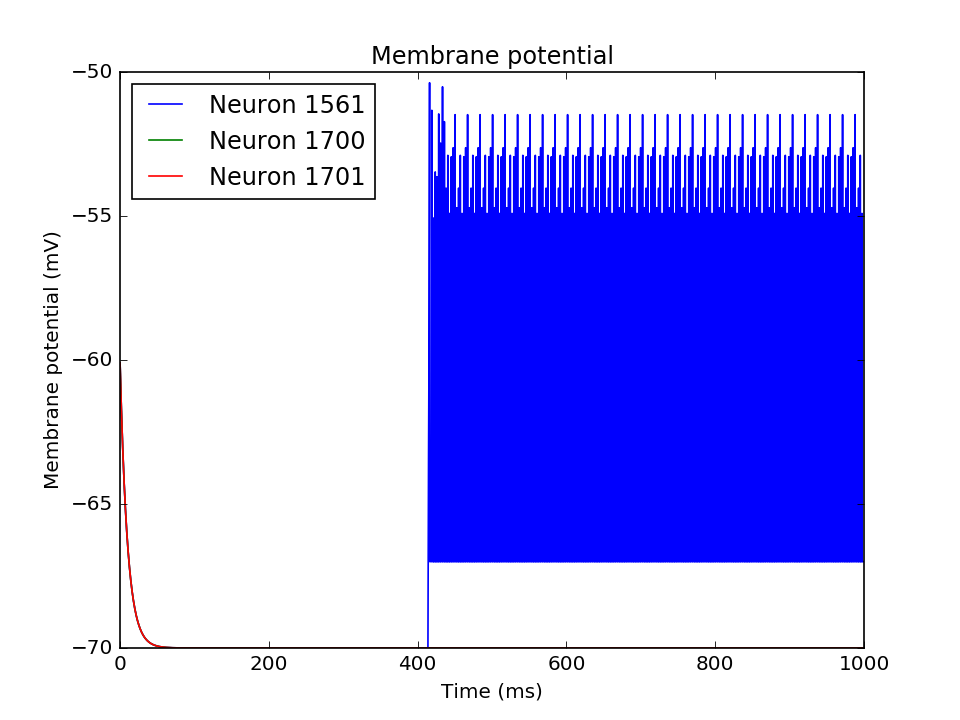 Membrane potential
−50
−55
−60
−65
−70
Membrane potential (mV)
Neuron 1561
Neuron 1700
Neuron 1701
0
200
400
600
800
1000
Time (ms)